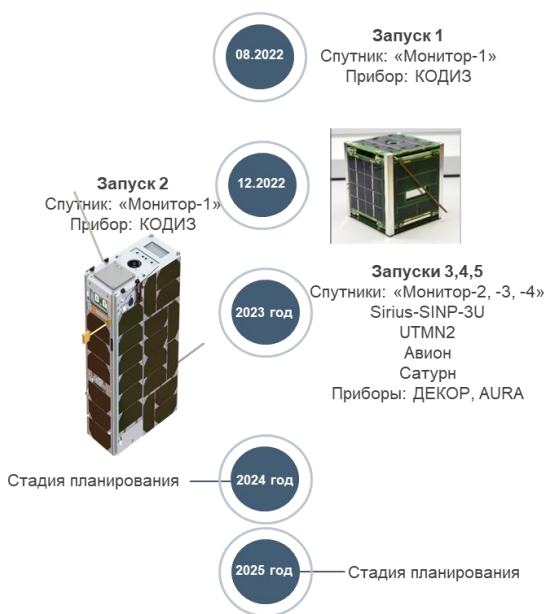 08.2022
Запуск 1
Спутник: «Монитор-1»
Прибор: КОДИЗ
12.2022
Запуск 2
Спутник: «Монитор-1»
Прибор: КОДИЗ
2023 год
Запуски 3,4,5
Спутники: «Монитор-2, -3, -4»
Sirius-SINP-3U
UTMN2
Авион
Сатурн
Приборы: ДЕКОР, AURA
Стадия планирования
2024 год
2025 год
Стадия планирования